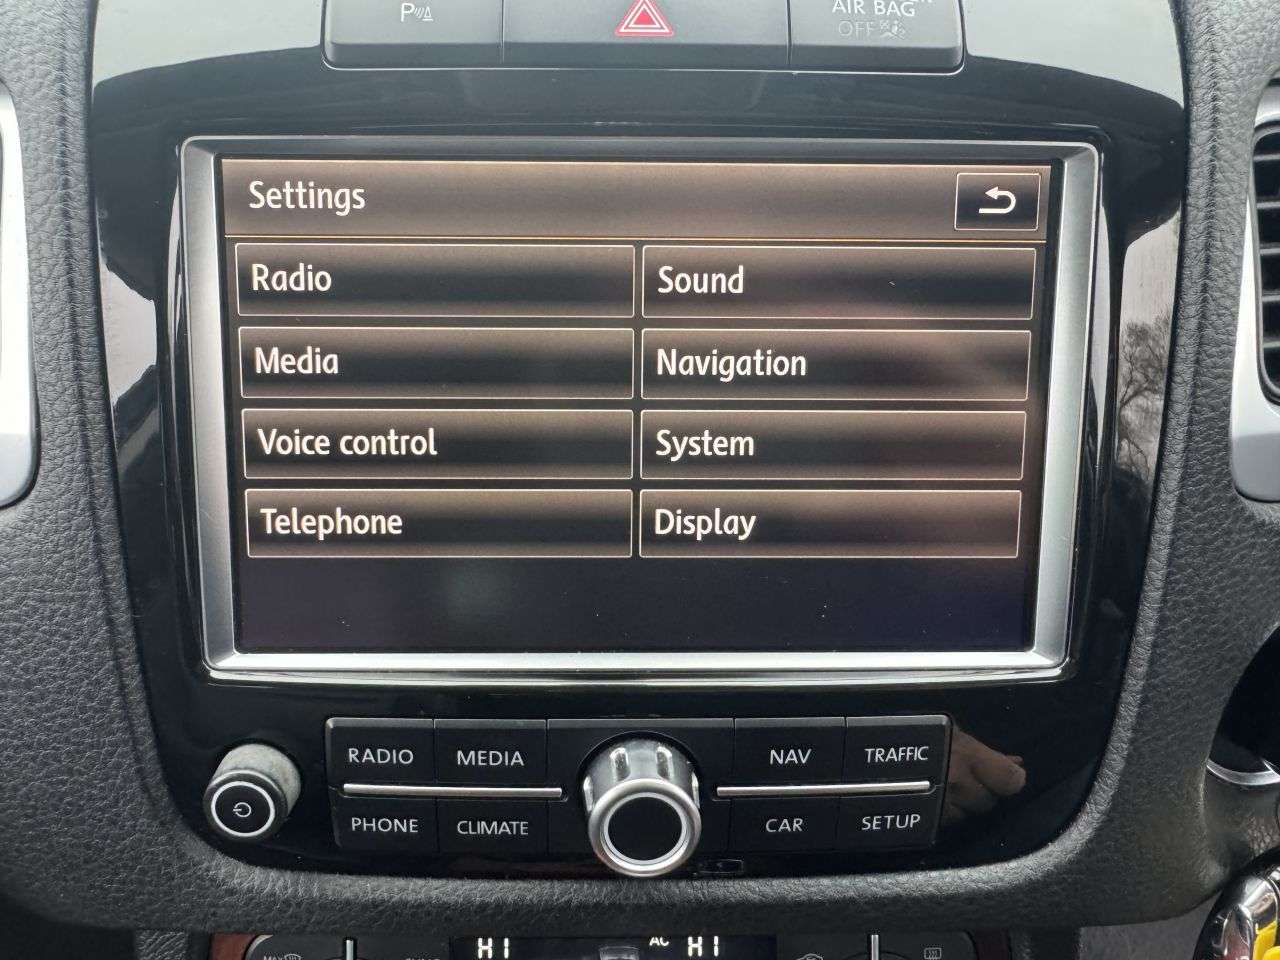 P
AIR BAG
OFF
Settings
Radio
Sound
Media
Navigation
Voice control
System
Telephone
Display
RADIO
MEDIA
NAV
TRAFFIC
PHONE
CLIMATE
CAR
SETUP
HI
AC
HI
MAX